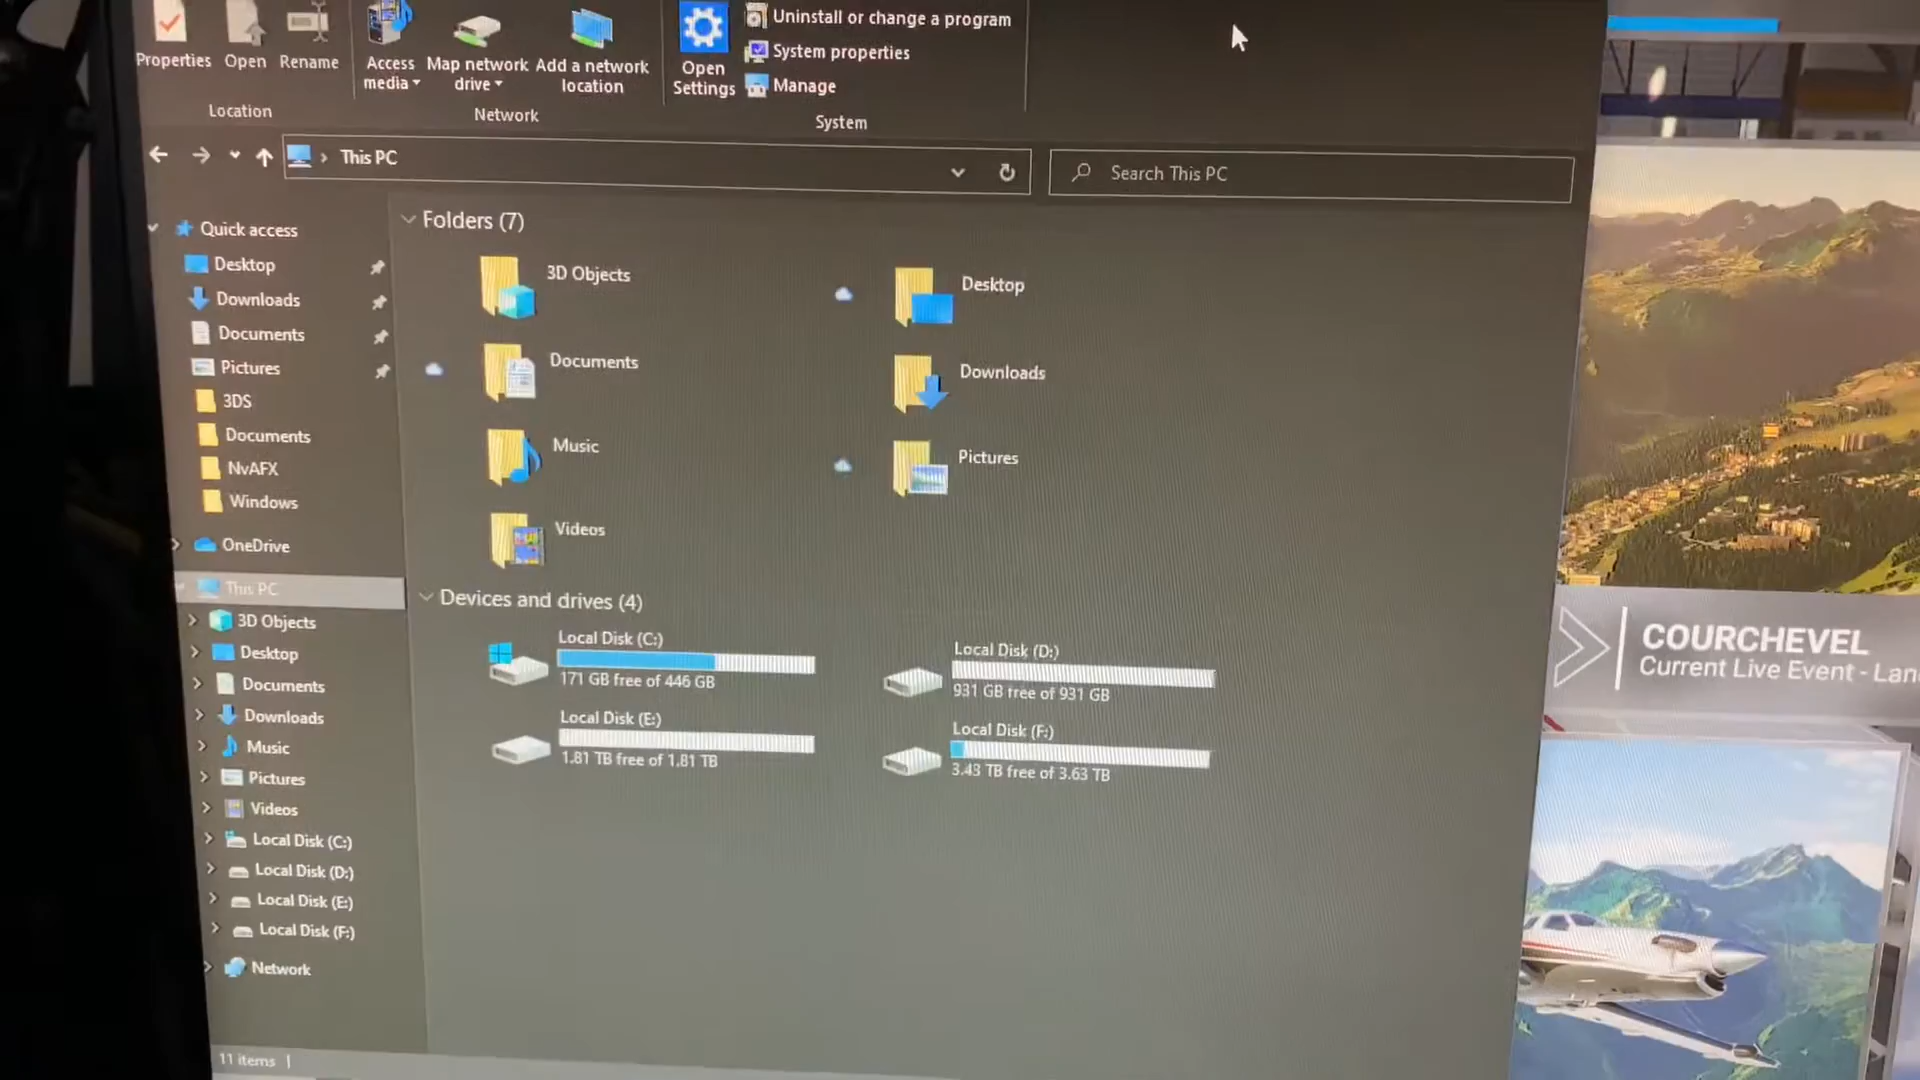 Properties
Open
Rename
Access media
Map network drive
Add a network location
Open Settings
Uninstall or change a program
System properties
Manage
Location
Network
System
This PC
Search This PC
Quick access
Desktop
Downloads
Documents
Pictures
3DS
Documents
NvAFX
Windows
OneDrive
This PC
3D Objects
Desktop
Documents
Downloads
Music
Pictures
Videos
Local Disk (C:)
Local Disk (D:)
Local Disk (E:)
Local Disk (F:)
Network
Folders (7)
3D Objects
Desktop
Documents
Downloads
Music
Pictures
Videos
Devices and drives (4)
Local Disk (C:)
171 GB free of 446 GB
Local Disk (D:)
931 GB free of 931 GB
Local Disk (E:)
1.81 TB free of 1.81 TB
Local Disk (F:)
3.43 TB free of 3.63 TB
11 items
COURCHEVEL
Current Live Event - Lan